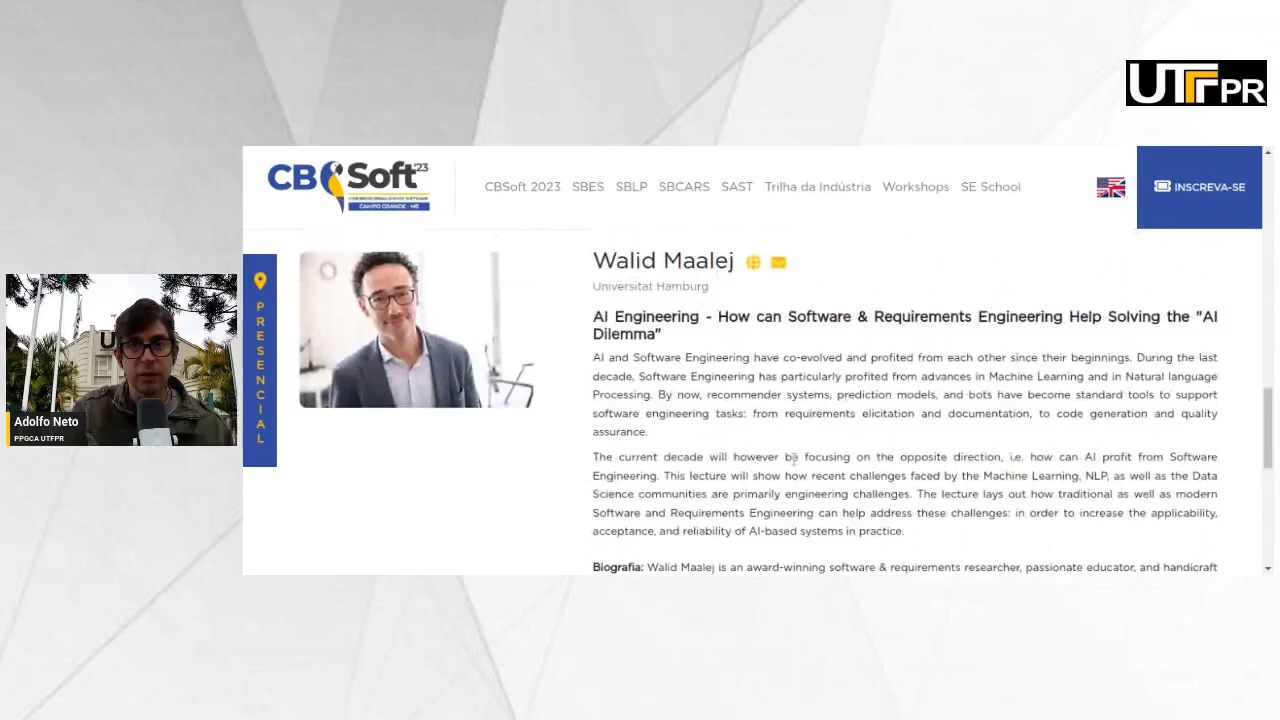 UTFPR
CBSoft'23
CAMPO GRANDE - MS
CBSoft 2023 SBES SBLP SBCARS SAST Trilha da Indústria Workshops SE School
INSCREVA-SE
PRESENCIAL
Walid Maalej
Universitat Hamburg
AI Engineering - How can Software & Requirements Engineering Help Solving the "AI
Dilemma"
AI and Software Engineering have co-evolved and profited from each other since their beginnings. During the last
decade, Software Engineering has particularly profited from advances in Machine Learning and in Natural language
Processing. By now, recommender systems, prediction models, and bots have become standard tools to support
software engineering tasks: from requirements elicitation and documentation, to code generation and quality
assurance.
The current decade will however be focusing on the opposite direction, i.e. how can AI profit from Software
Engineering. This lecture will show how recent challenges faced by the Machine Learning, NLP, as well as the Data
Science communities are primarily engineering challenges. The lecture lays out how traditional as well as modern
Software and Requirements Engineering can help address these challenges: in order to increase the applicability,
acceptance, and reliability of AI-based systems in practice.
Biografia: Walid Maalej is an award-winning software & requirements researcher, passionate educator, and handicraft
U
Adolfo Neto
PPGCA UTFPR